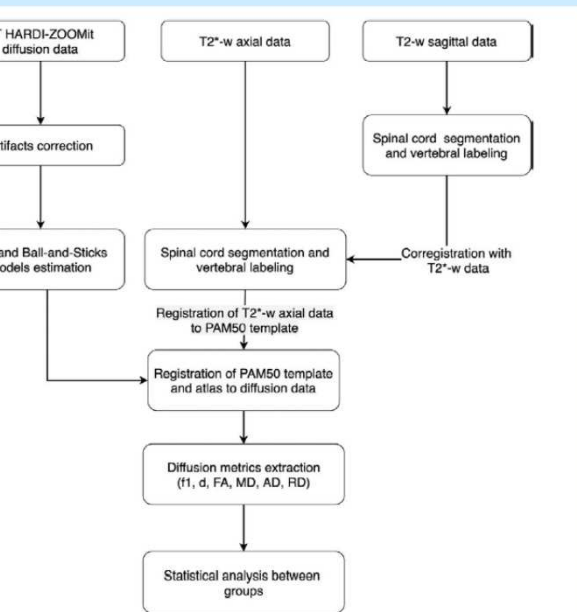 HARDI-ZOOMit
diffusion data
T2*-w axial data
T2-w sagittal data
tifacts correction
Spinal cord segmentation
and vertebral labeling
and Ball-and-Sticks
odels estimation
Spinal cord segmentation and
vertebral labeling
Corregistration with
T2*-w data
Registration of T2*-w axial data
to PAM50 template
Registration of PAM50 template
and atlas to diffusion data
Diffusion metrics extraction
(f1, d, FA, MD, AD, RD)
Statistical analysis between
groups